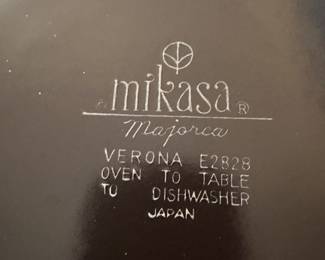 mikasa ®
Majorca
VERONA E2828
OVEN TO TABLE
TO DISHWASHER
JAPAN